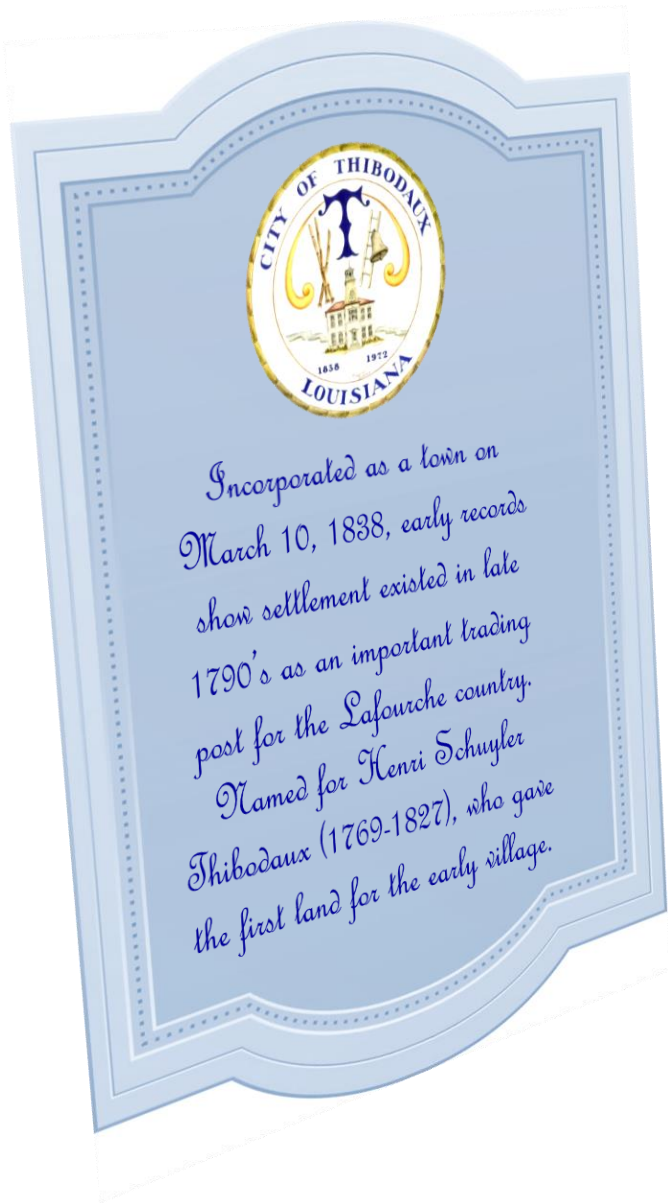 CITY OF THIBODAUX
T
1838 1972
LOUISIANA
Incorporated as a town on
March 10, 1838, early records
show settlement existed in late
1790's as an important trading
post for the Lafourche country.
Named for Henri Schuyler
Thibodaux (1769-1827), who gave
the first land for the early village.